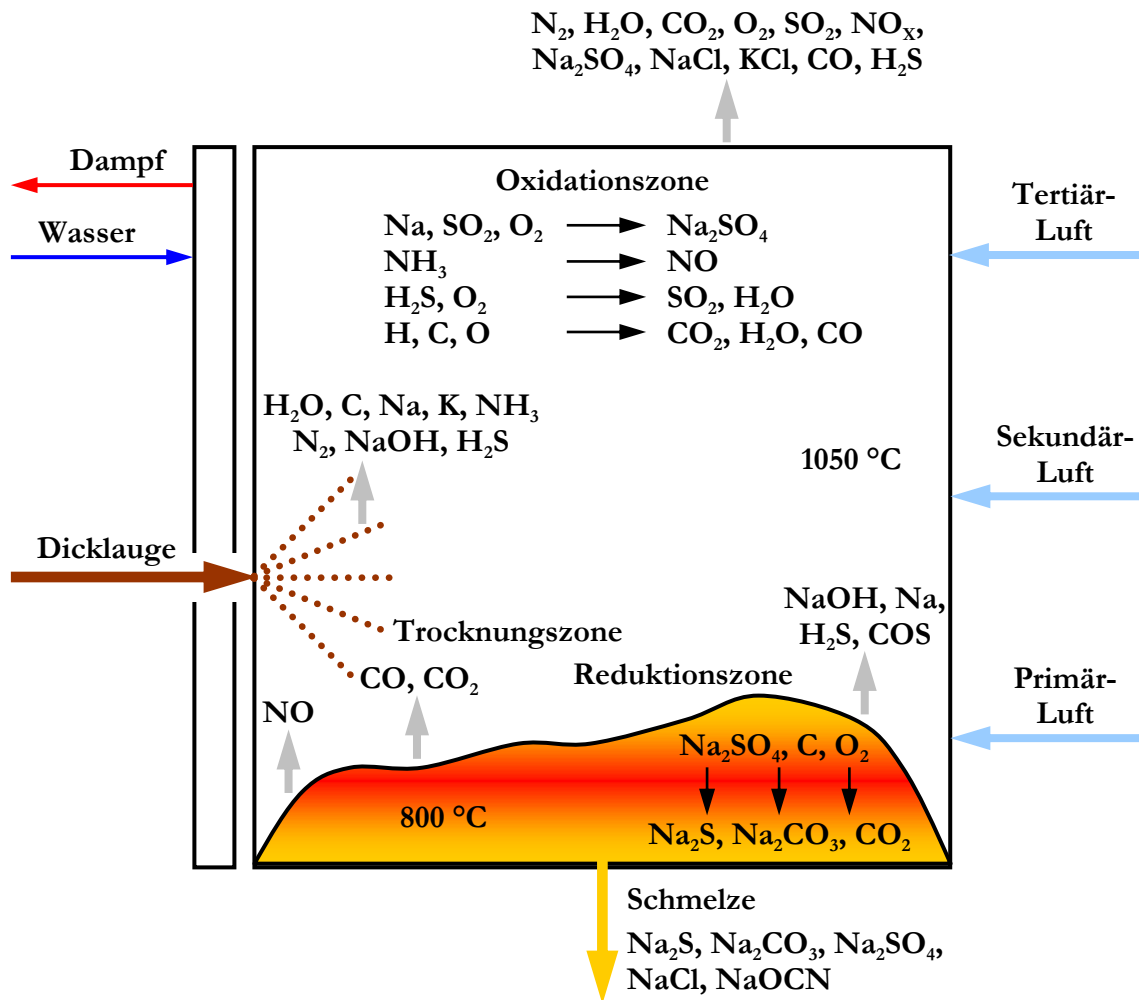 N₂, H₂O, CO₂, O₂, SO₂, NOₓ,
Na₂SO₄, NaCl, KCl, CO, H₂S
Dampf
Wasser
Oxidationszone
Na, SO₂, O₂ → Na₂SO₄
NH₃ → NO
H₂S, O₂ → SO₂, H₂O
H, C, O → CO₂, H₂O, CO
Tertiär-
Luft
H₂O, C, Na, K, NH₃
N₂, NaOH, H₂S
1050 °C
Sekundär-
Luft
Dicklauge
Trocknungszone
CO, CO₂
NO
NaOH, Na,
H₂S, COS
Reduktionszone
Primär-
Luft
Na₂SO₄, C, O₂
800 °C
Na₂S, Na₂CO₃, CO₂
Schmelze
Na₂S, Na₂CO₃, Na₂SO₄,
NaCl, NaOCN